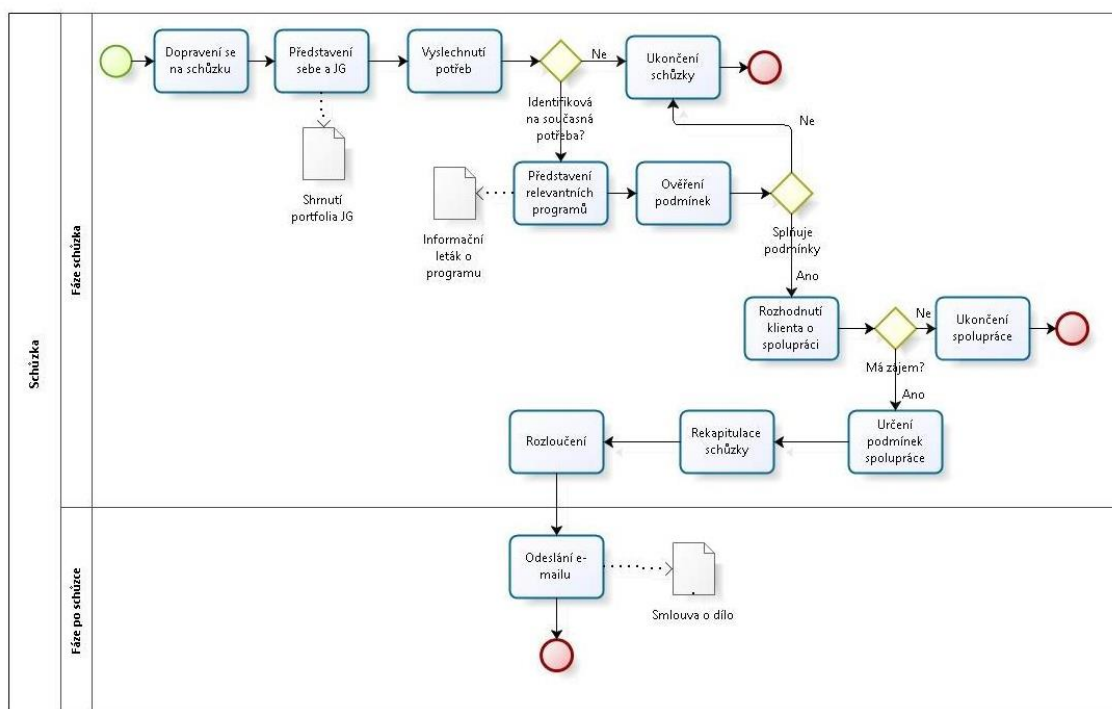 Schůzka
Fáze schůzka
Dopravení se
na schůzku
Představení
sebe a JG
Vyslechnutí
potřeb
Ne
Ukončení
schůzky
Identifiková
na současná
potřeba?
Shrnutí
portfolia JG
Informační
leták o
programu
Představení
relevantních
programů
Ověření
podmínek
Ne
Splňuje
podmínky
Ano
Rozhodnutí
klienta o
spolupráci
Ne
Ukončení
spolupráce
Má zájem?
Ano
Rozloučení
Rekapitulace
schůzky
Určení
podmínek
spolupráce
Fáze po schůzce
Odeslání e-
mailu
Smlouva o dílo